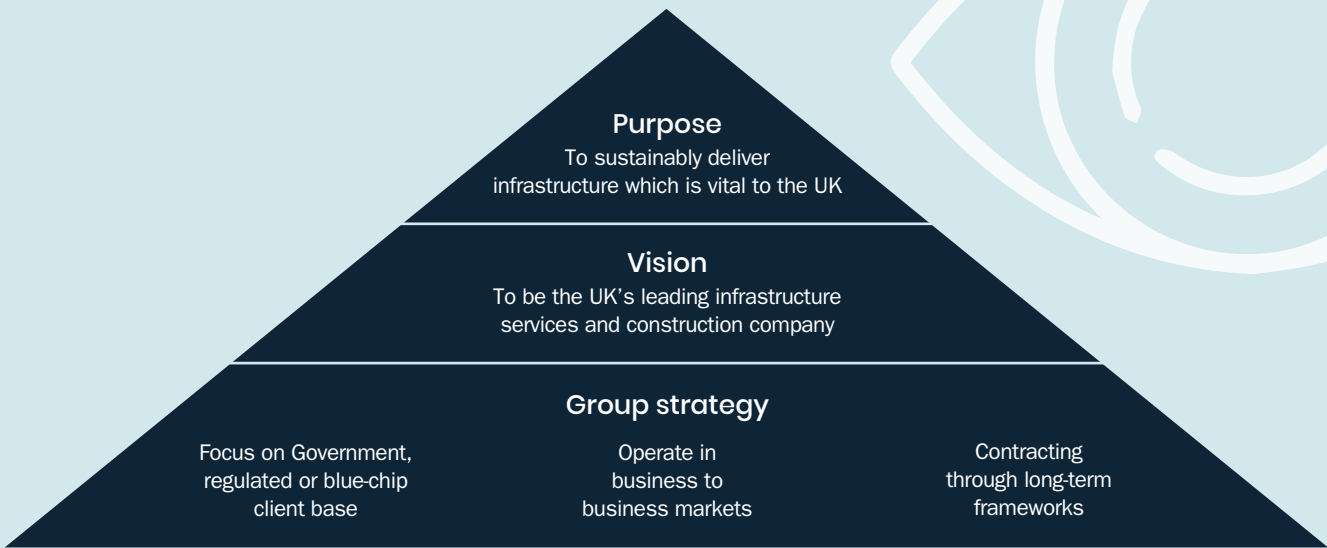 Purpose
To sustainably deliver
infrastructure which is vital to the UK
Vision
To be the UK’s leading infrastructure
services and construction company
Group strategy
Focus on Government,
regulated or blue-chip
client base
Operate in
business to
business markets
Contracting
through long-term
frameworks